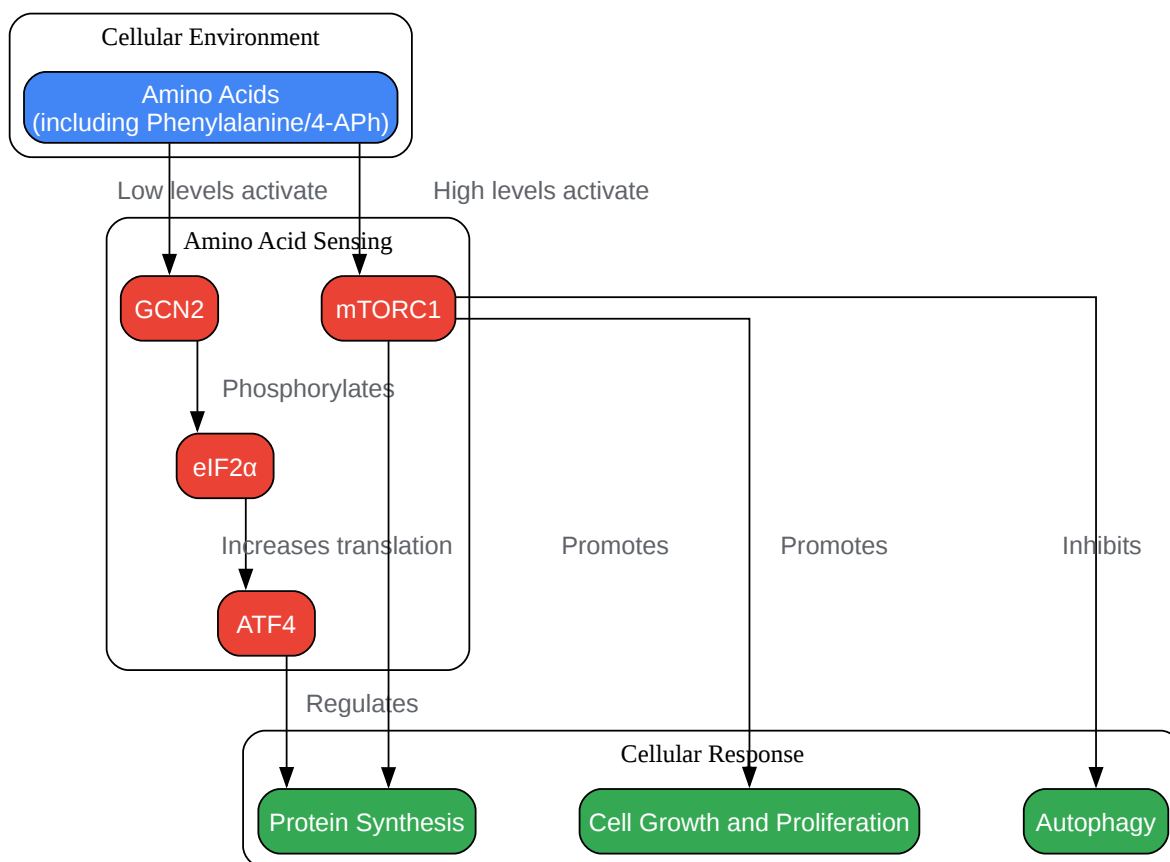 Cellular Environment
Amino Acids
(including Phenylalanine/4-APh)
Low levels activate
High levels activate
Amino Acid Sensing
GCN2
mTORC1
Phosphorylates
eIF2α
Increases translation
Promotes
Promotes
Inhibits
ATF4
Regulates
Cellular Response
Protein Synthesis
Cell Growth and Proliferation
Autophagy